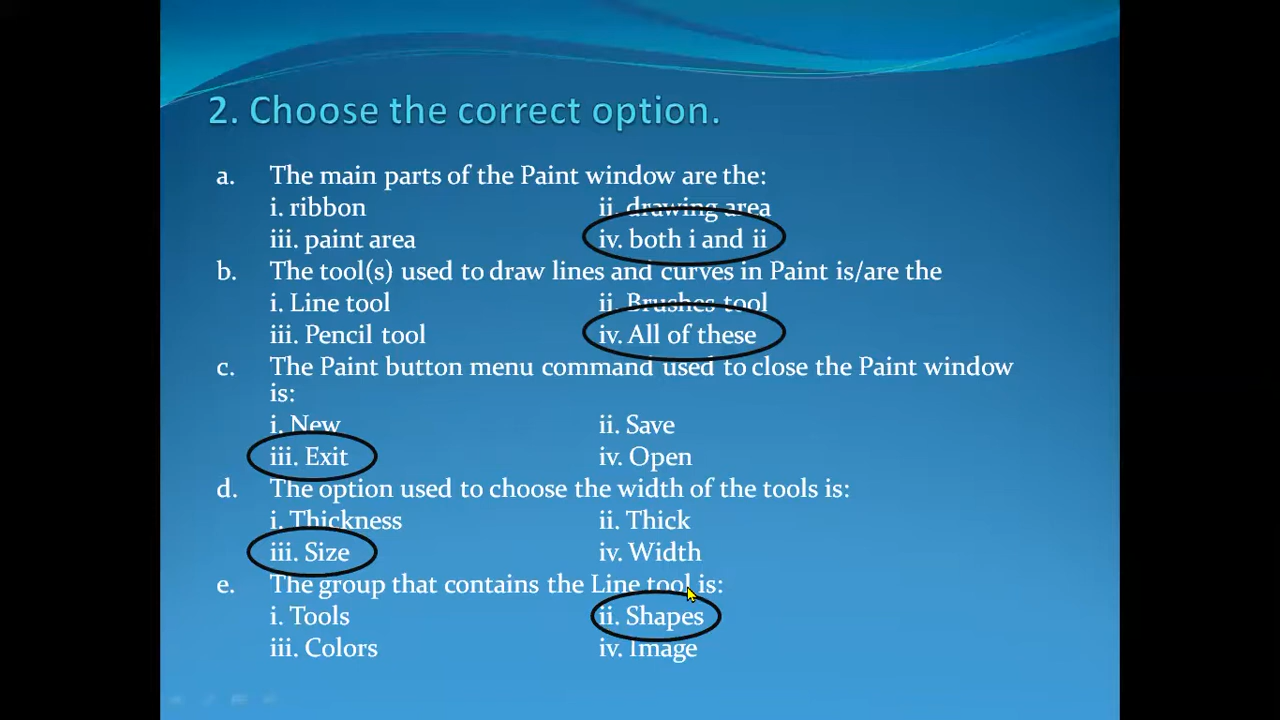 2. Choose the correct option.
a. The main parts of the Paint window are the:
i. ribbon ii. drawing area
iii. paint area iv. both i and ii
b. The tool(s) used to draw lines and curves in Paint is/are the
i. Line tool ii. Brushes tool
iii. Pencil tool iv. All of these
c. The Paint button menu command used to close the Paint window
is:
i. New ii. Save
iii. Exit iv. Open
d. The option used to choose the width of the tools is:
i. Thickness ii. Thick
iii. Size iv. Width
e. The group that contains the Line tool is:
i. Tools ii. Shapes
iii. Colors iv. Image